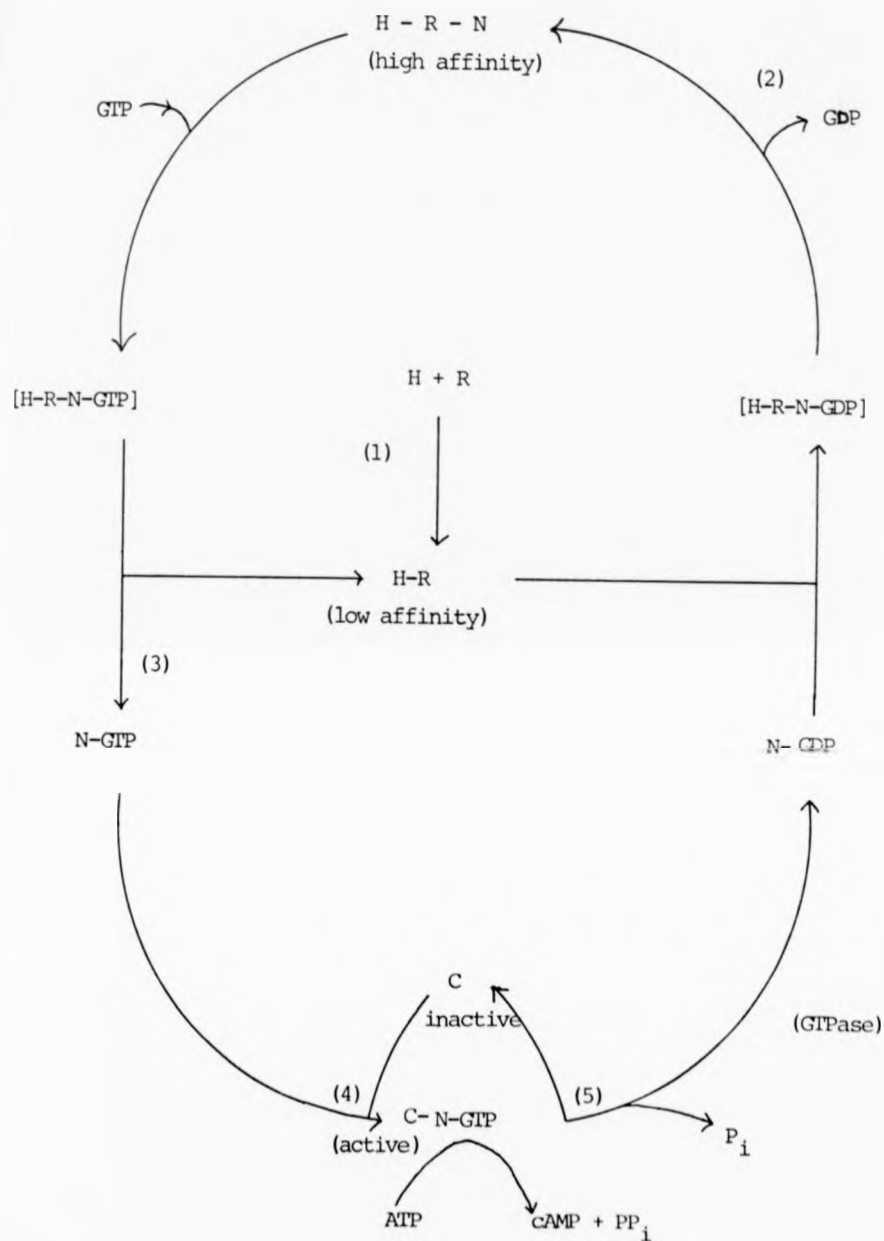 H - R - N
(high affinity)
(2)
GTP
GDP
H + R
[H-R-N-GTP]
[H-R-N-GDP]
(1)
H-R
(low affinity)
(3)
N-GTP
N- GDP
C
inactive
(GTPase)
(4)
(5)
C- N-GTP
(active)
Pi
ATP
cAMP + PPi